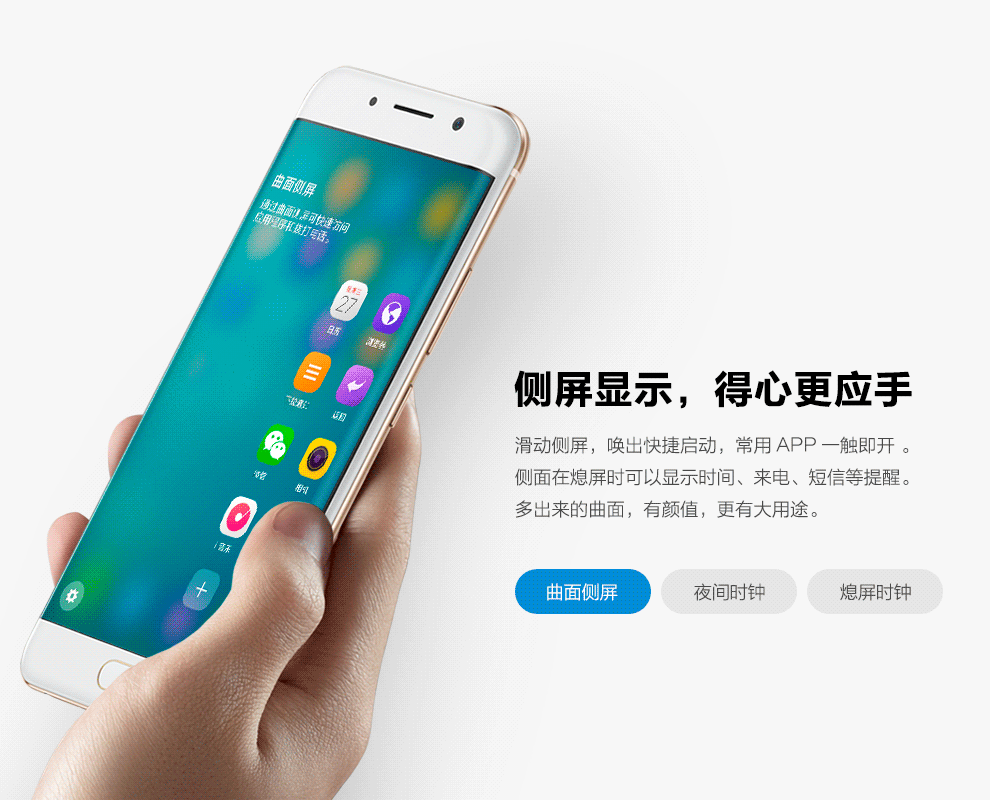 曲面侧屏
27
日历
侧屏显示，得心更应手
滑动侧屏，唤出快捷启动，常用 APP 一触即开 。
侧面在熄屏时可以显示时间、来电、短信等提醒。
多出来的曲面，有颜值，更有大用途。
曲面侧屏
夜间时钟
熄屏时钟